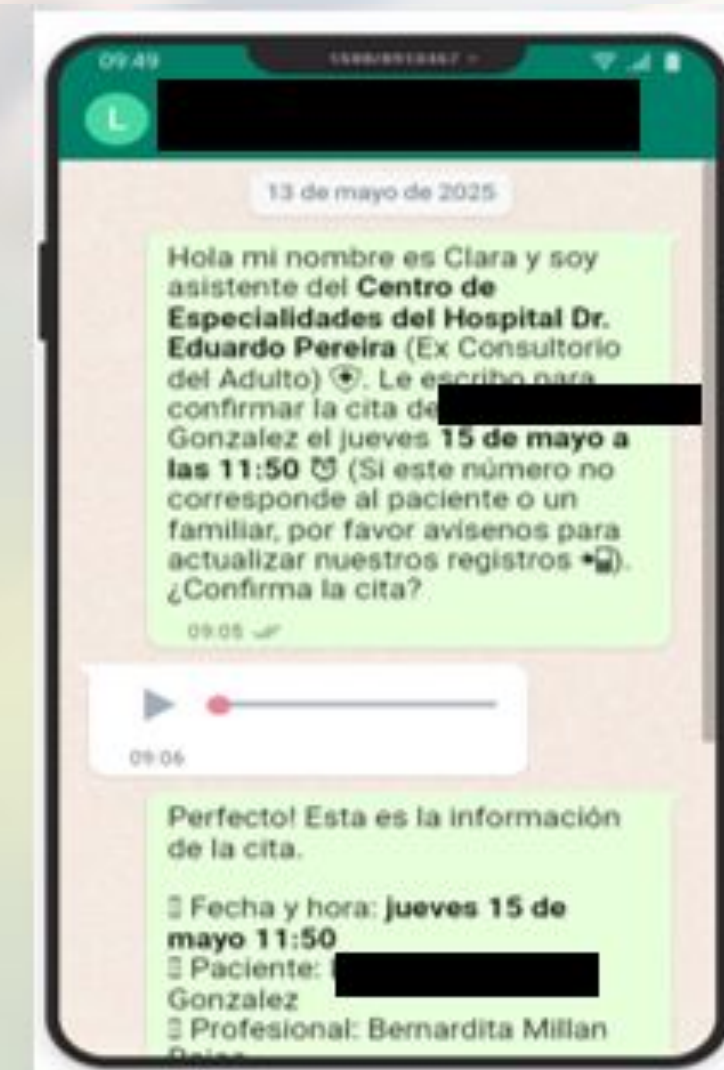 09:49
L
13 de mayo de 2025
Hola mi nombre es Clara y soy
asistente del Centro de
Especialidades del Hospital Dr.
Eduardo Pereira (Ex Consultorio
del Adulto) . Le escribo para
confirmar la cita de
Gonzalez el jueves 15 de mayo a
las 11:50 ⏰ (Si este número no
corresponde al paciente o un
familiar, por favor avisenos para
actualizar nuestros registros 📲).
¿Confirma la cita?
09:05
09:06
Perfecto! Esta es la información
de la cita.
Fecha y hora: jueves 15 de
mayo 11:50
Paciente:
Gonzalez
Profesional: Bernardita Millan